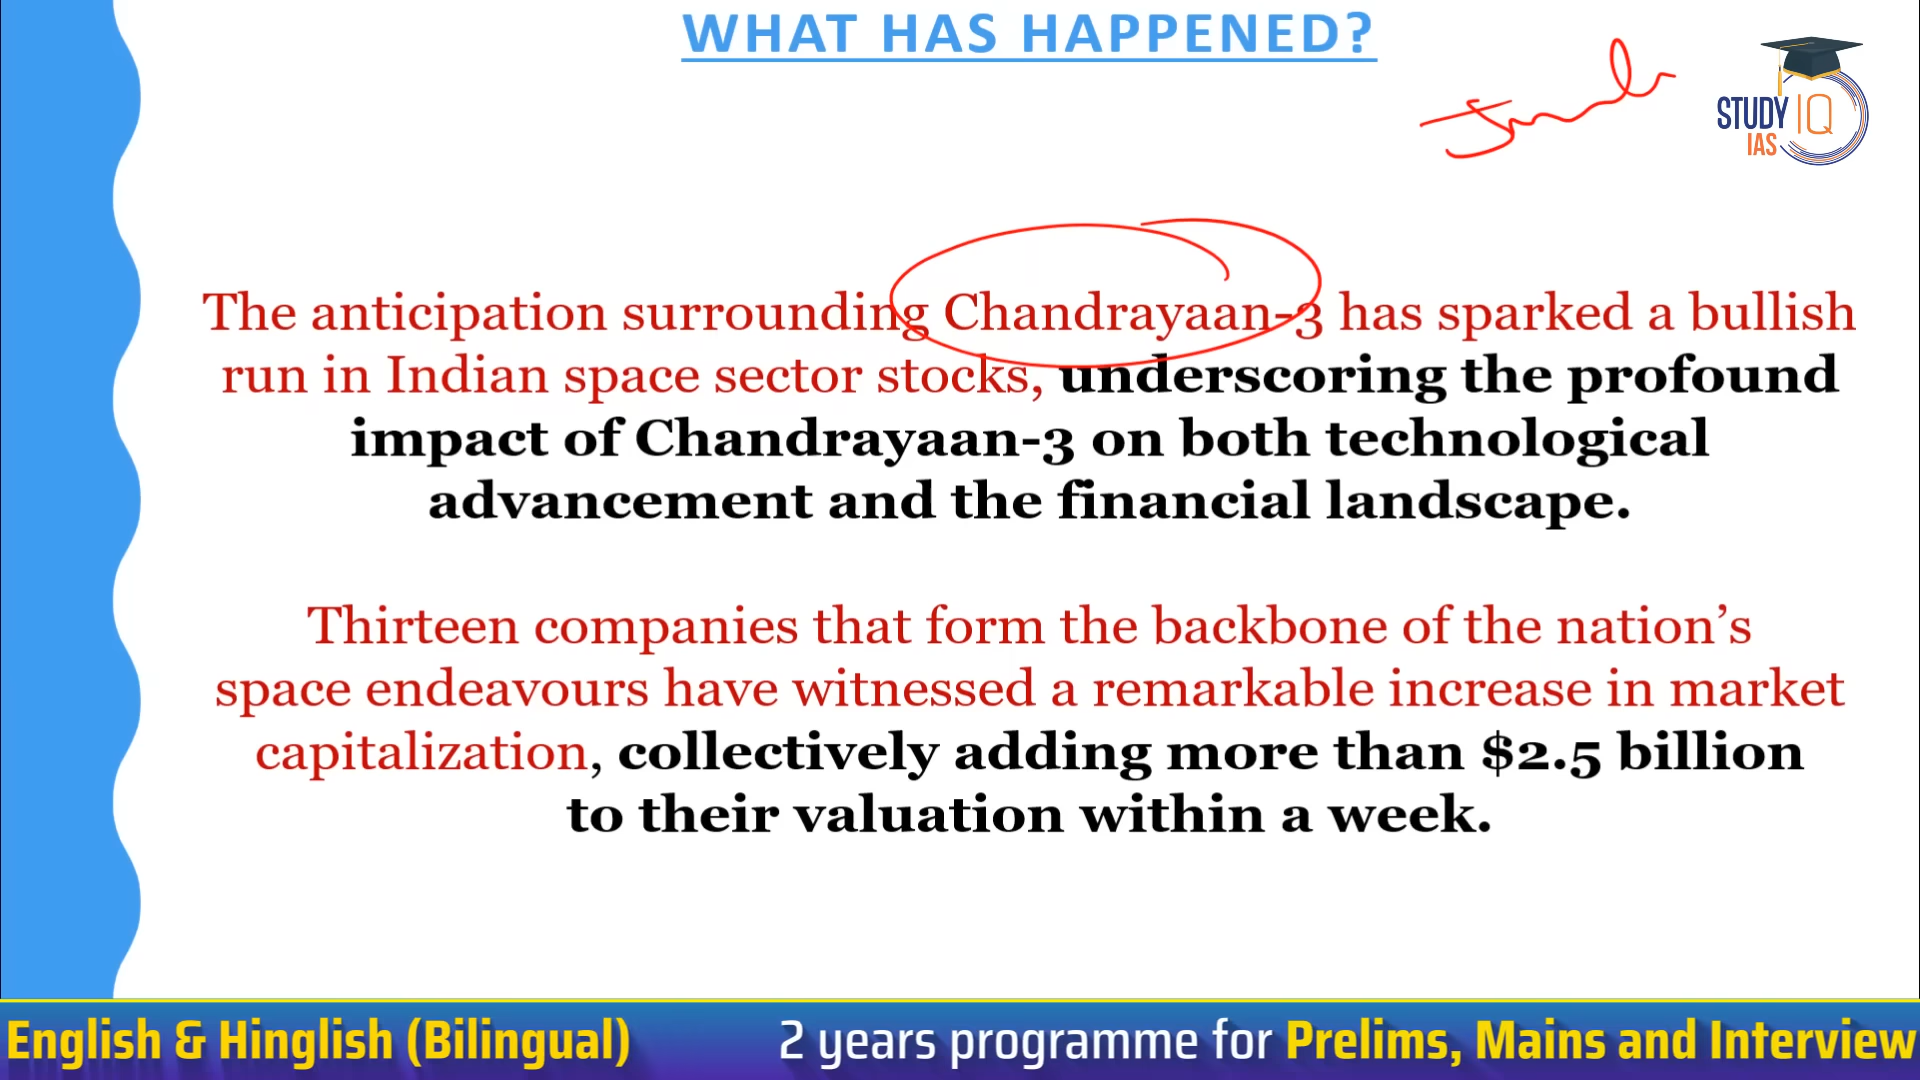 WHAT HAS HAPPENED?
STUDY IQ
IAS
The anticipation surrounding Chandrayaan-3 has sparked a bullish
run in Indian space sector stocks, underscoring the profound
impact of Chandrayaan-3 on both technological
advancement and the financial landscape.
Thirteen companies that form the backbone of the nation’s
space endeavours have witnessed a remarkable increase in market
capitalization, collectively adding more than $2.5 billion
to their valuation within a week.
English & Hinglish (Bilingual) 2 years programme for Prelims, Mains and Interview